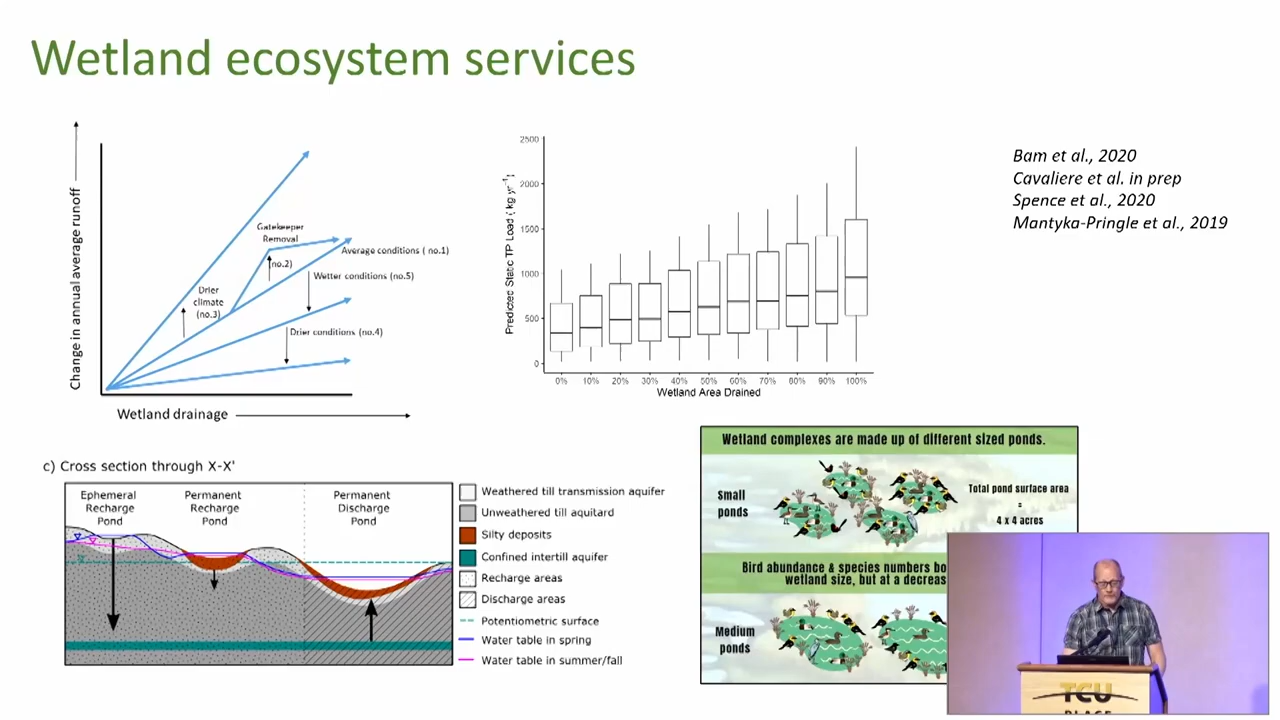 Wetland ecosystem services
Change in annual average runoff
Gatekeeper
Removal
Average conditions ( no.1)
(no.2)
Wetter conditions (no.5)
Drier
climate
(no.3)
Drier conditions (no.4)
Wetland drainage
Predicted Static TP Load ( kg yr⁻¹)
2500
2000
1500
1000
500
0
0% 10% 20% 30% 40% 50% 60% 70% 80% 90% 100%
Wetland Area Drained
Bam et al., 2020
Cavaliere et al. in prep
Spence et al., 2020
Mantyka-Pringle et al., 2019
c) Cross section through X-X'
Ephemeral
Recharge
Pond
Permanent
Recharge
Pond
Permanent
Discharge
Pond
Weathered till transmission aquifer
Unweathered till aquitard
Silty deposits
Confined intertill aquifer
Recharge areas
Discharge areas
Potentiometric surface
Water table in spring
Water table in summer/fall
Wetland complexes are made up of different sized ponds.
Small
ponds
Total pond surface area
=
4 x 4 acres
Bird abundance & species numbers bo
wetland size, but at a decreas
Medium
ponds
TCU
PLACE